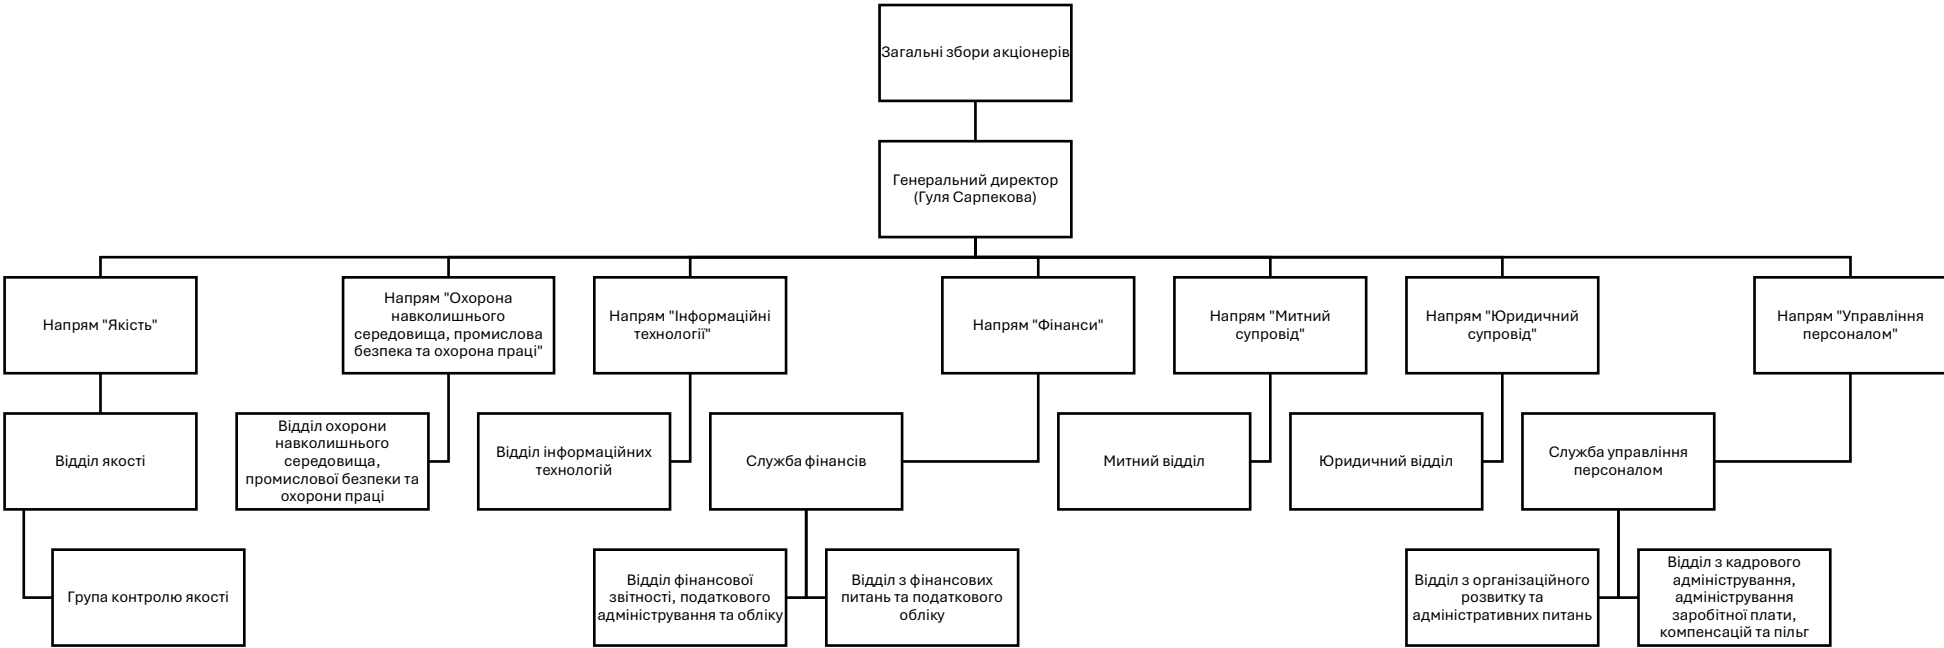 Загальні збори акціонерів
Генеральний директор
(Гуля Сарпекова)
Напрям "Якість"
Напрям "Охорона
навколишнього
середовища, промислова
безпека та охорона праці"
Напрям "Інформаційні
технології"
Напрям "Фінанси"
Напрям "Митний
супровід"
Напрям "Юридичний
супровід"
Напрям "Управління
персоналом"
Відділ якості
Відділ охорони
навколишнього
середовища,
промислової безпеки та
охорони праці
Відділ інформаційних
технологій
Служба фінансів
Митний відділ
Юридичний відділ
Служба управління
персоналом
Група контролю якості
Відділ фінансової
звітності, податкового
адміністрування та обліку
Відділ з фінансових
питань та податкового
обліку
Відділ з організаційного
розвитку та
адміністративних питань
Відділ з кадрового
адміністрування,
адміністрування
заробітної плати,
компенсацій та пільг